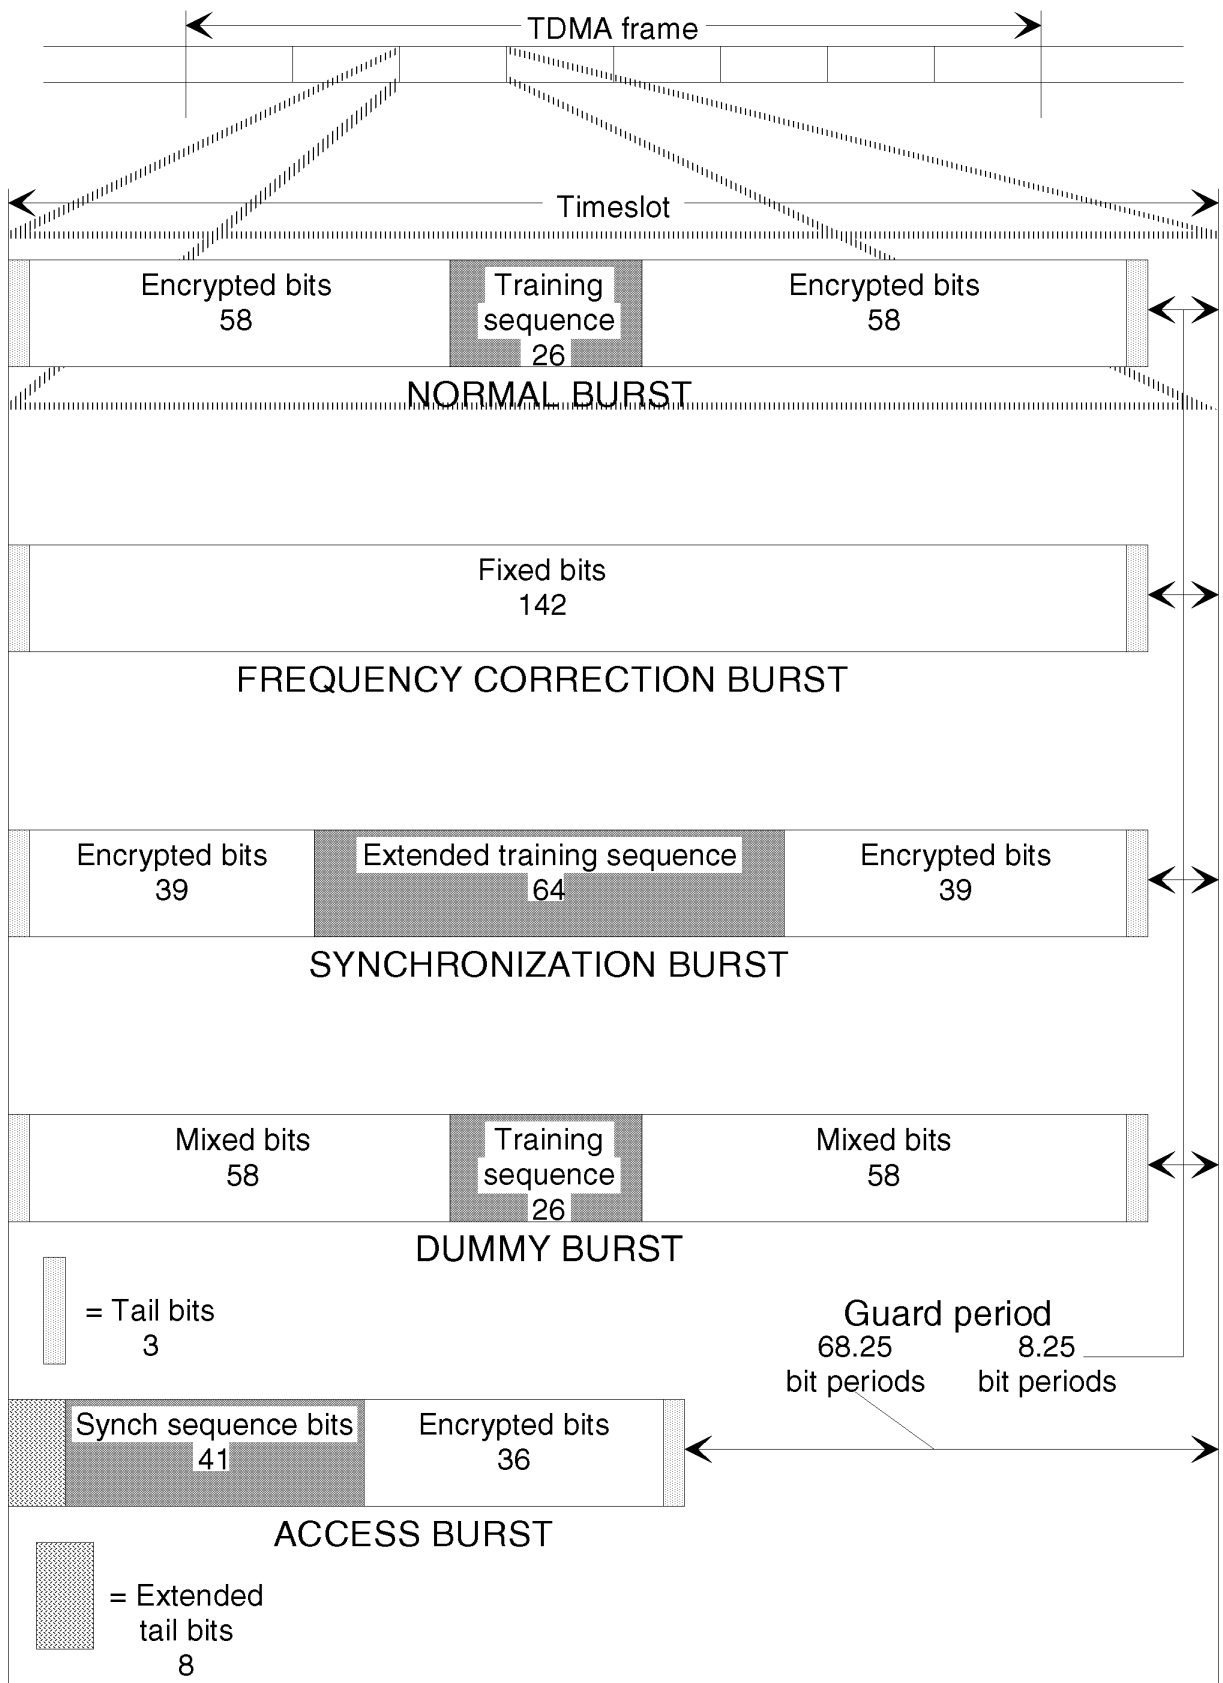 TDMA frame
Timeslot
Encrypted bits
58
Training
sequence
26
Encrypted bits
58
NORMAL BURST
Fixed bits
142
FREQUENCY CORRECTION BURST
Encrypted bits
39
Extended training sequence
64
Encrypted bits
39
SYNCHRONIZATION BURST
Mixed bits
58
Training
sequence
26
Mixed bits
58
DUMMY BURST
= Tail bits
3
Guard period
68.25
bit periods
8.25
bit periods
Synch sequence bits
41
Encrypted bits
36
ACCESS BURST
= Extended
tail bits
8